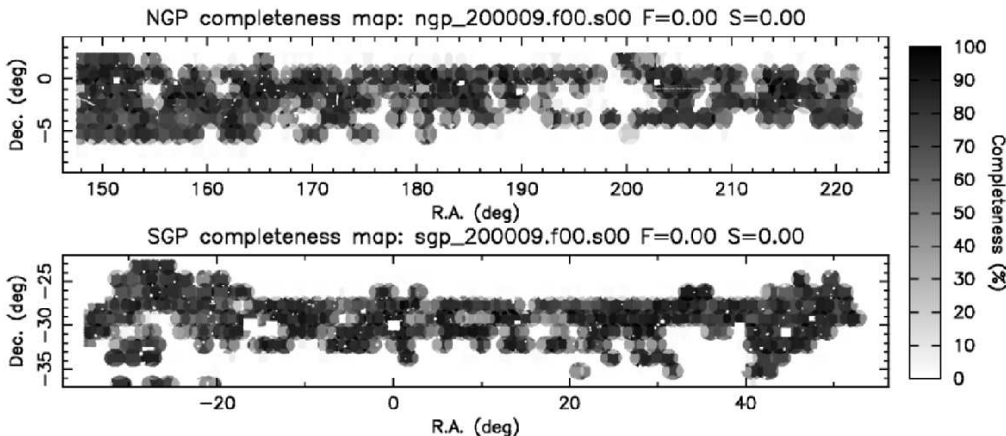 NGP completeness map: ngp_200009.f00.s00 F=0.00 S=0.00
0
−5
Dec. (deg)
150 160 170 180 190 200 210 220
R.A. (deg)
SGP completeness map: sgp_200009.f00.s00 F=0.00 S=0.00
−25
−30
−35
Dec. (deg)
−20 0 20 40
R.A. (deg)
100
90
80
70
60
50
40
30
20
10
0
Completeness (%)